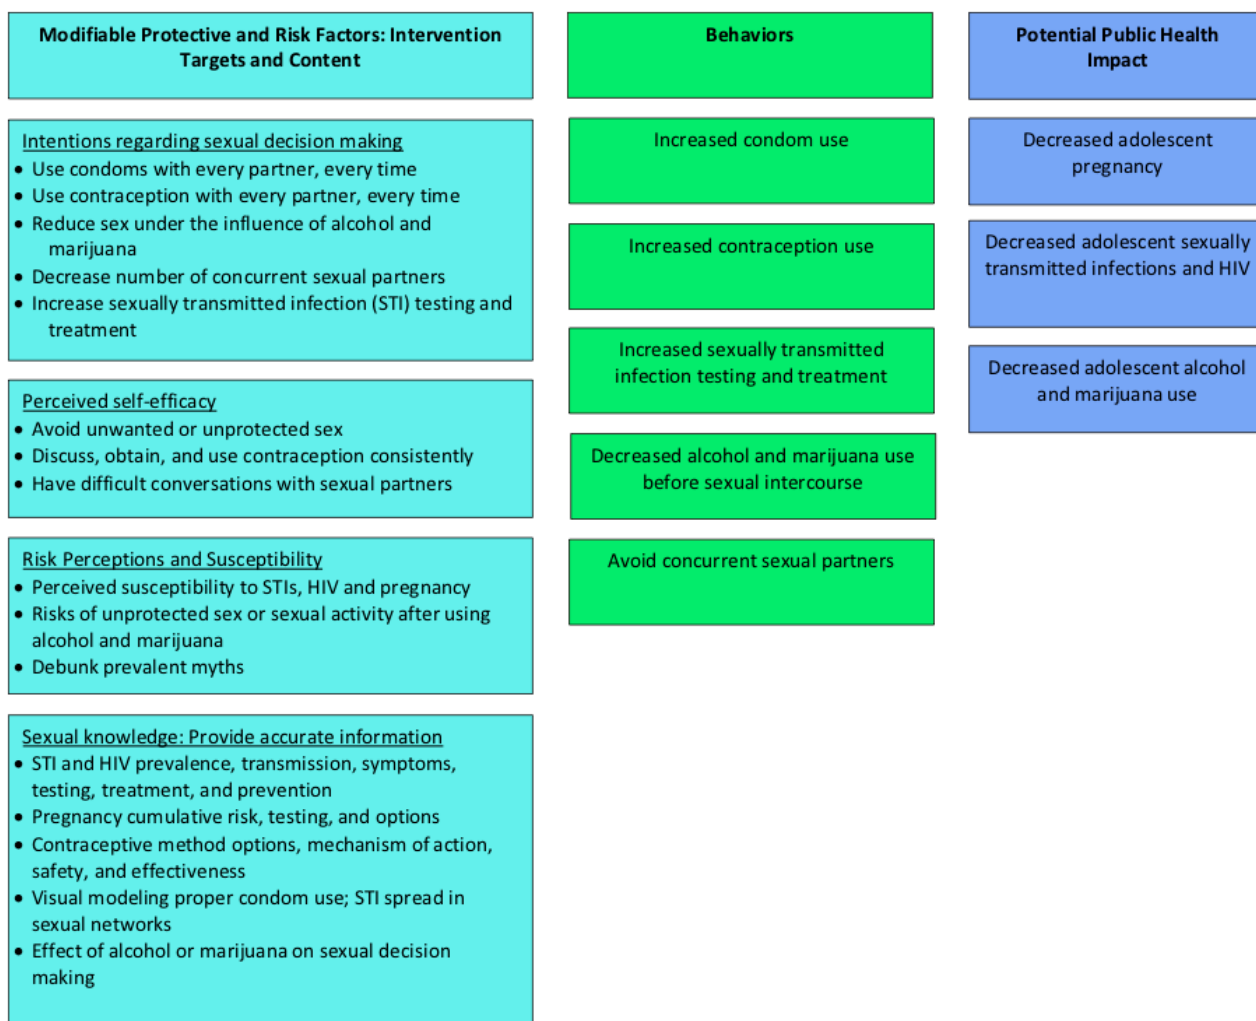 Modifiable Protective and Risk Factors: Intervention
Targets and Content
Intentions regarding sexual decision making
• Use condoms with every partner, every time
• Use contraception with every partner, every time
• Reduce sex under the influence of alcohol and
marijuana
• Decrease number of concurrent sexual partners
• Increase sexually transmitted infection (STI) testing and
treatment
Perceived self-efficacy
• Avoid unwanted or unprotected sex
• Discuss, obtain, and use contraception consistently
• Have difficult conversations with sexual partners
Risk Perceptions and Susceptibility
• Perceived susceptibility to STIs, HIV and pregnancy
• Risks of unprotected sex or sexual activity after using
alcohol and marijuana
• Debunk prevalent myths
Sexual knowledge: Provide accurate information
• STI and HIV prevalence, transmission, symptoms,
testing, treatment, and prevention
• Pregnancy cumulative risk, testing, and options
• Contraceptive method options, mechanism of action,
safety, and effectiveness
• Visual modeling proper condom use; STI spread in
sexual networks
• Effect of alcohol or marijuana on sexual decision
making
Behaviors
Increased condom use
Increased contraception use
Increased sexually transmitted
infection testing and treatment
Decreased alcohol and marijuana use
before sexual intercourse
Avoid concurrent sexual partners
Potential Public Health
Impact
Decreased adolescent
pregnancy
Decreased adolescent sexually
transmitted infections and HIV
Decreased adolescent alcohol
and marijuana use